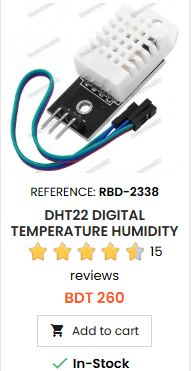 REFERENCE: RBD-2338
DHT22 DIGITAL
TEMPERATURE HUMIDITY
15
reviews
BDT 260
Add to cart
In-Stock